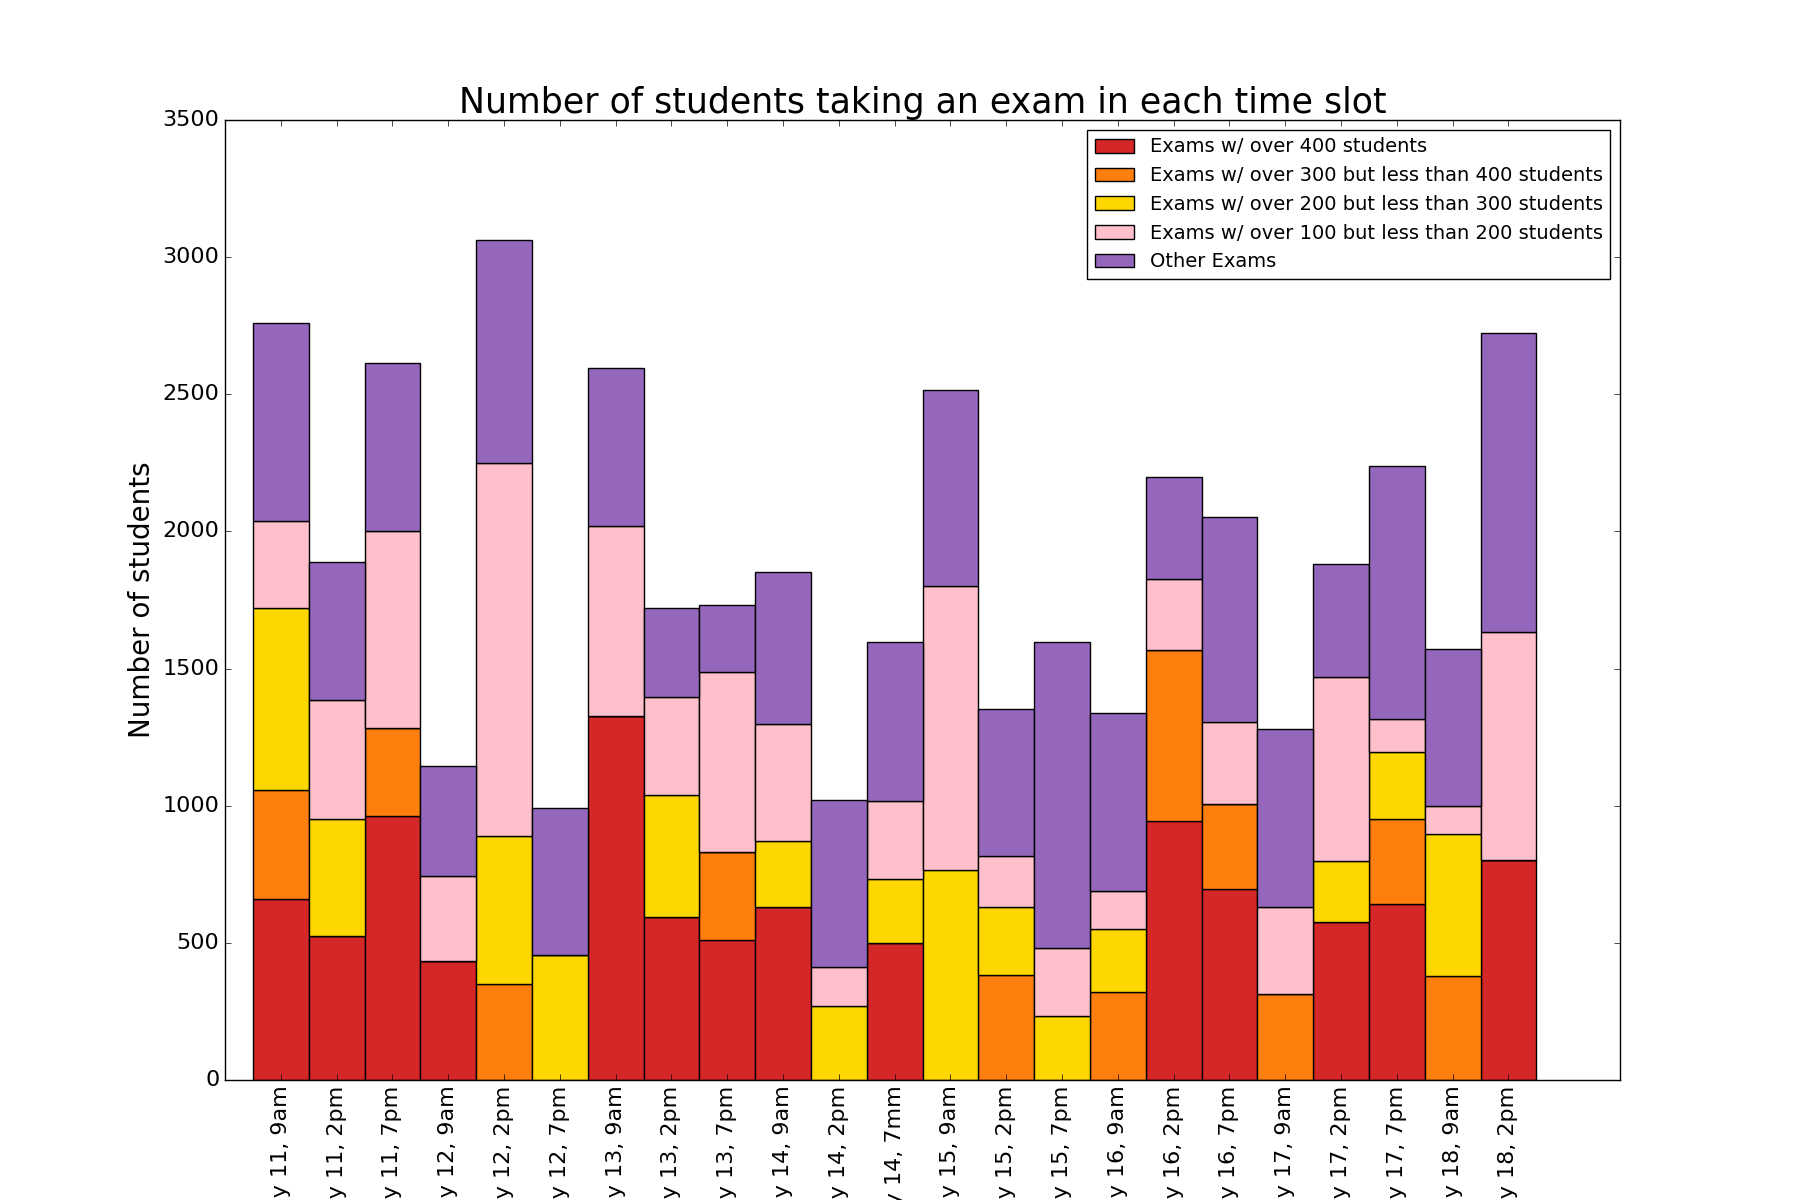 Number of students taking an exam in each time slot
Exams w/ over 400 students
Exams w/ over 300 but less than 400 students
Exams w/ over 200 but less than 300 students
Exams w/ over 100 but less than 200 students
Other Exams
Number of students
3500
3000
2500
2000
1500
1000
500
0
y 11, 9am
y 11, 2pm
y 11, 7pm
y 12, 9am
y 12, 2pm
y 12, 7pm
y 13, 9am
y 13, 2pm
y 13, 7pm
y 14, 9am
y 14, 2pm
y 14, 7mm
y 15, 9am
y 15, 2pm
y 15, 7pm
y 16, 9am
y 16, 2pm
y 16, 7pm
y 17, 9am
y 17, 2pm
y 17, 7pm
y 18, 9am
y 18, 2pm